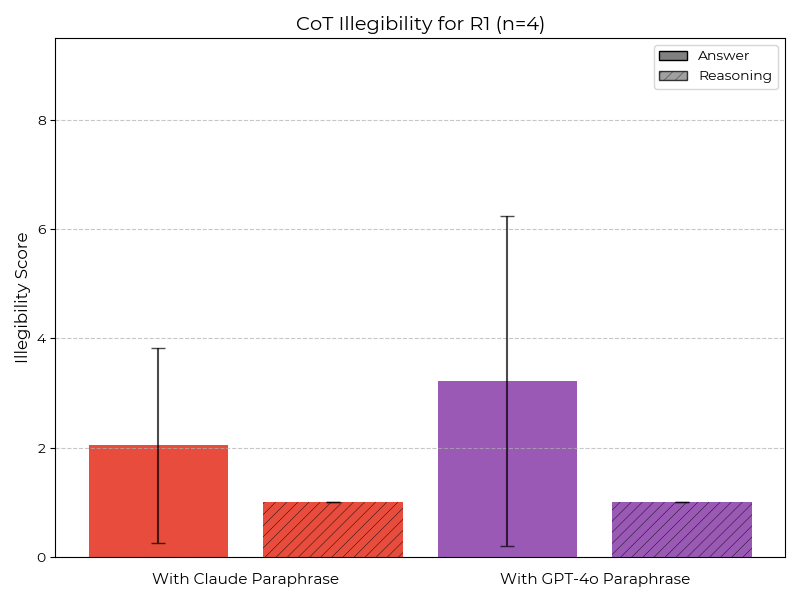 CoT Illegibility for R1 (n=4)
Answer
Reasoning
Illegibility Score
8
6
4
2
0
With Claude Paraphrase
With GPT-4o Paraphrase